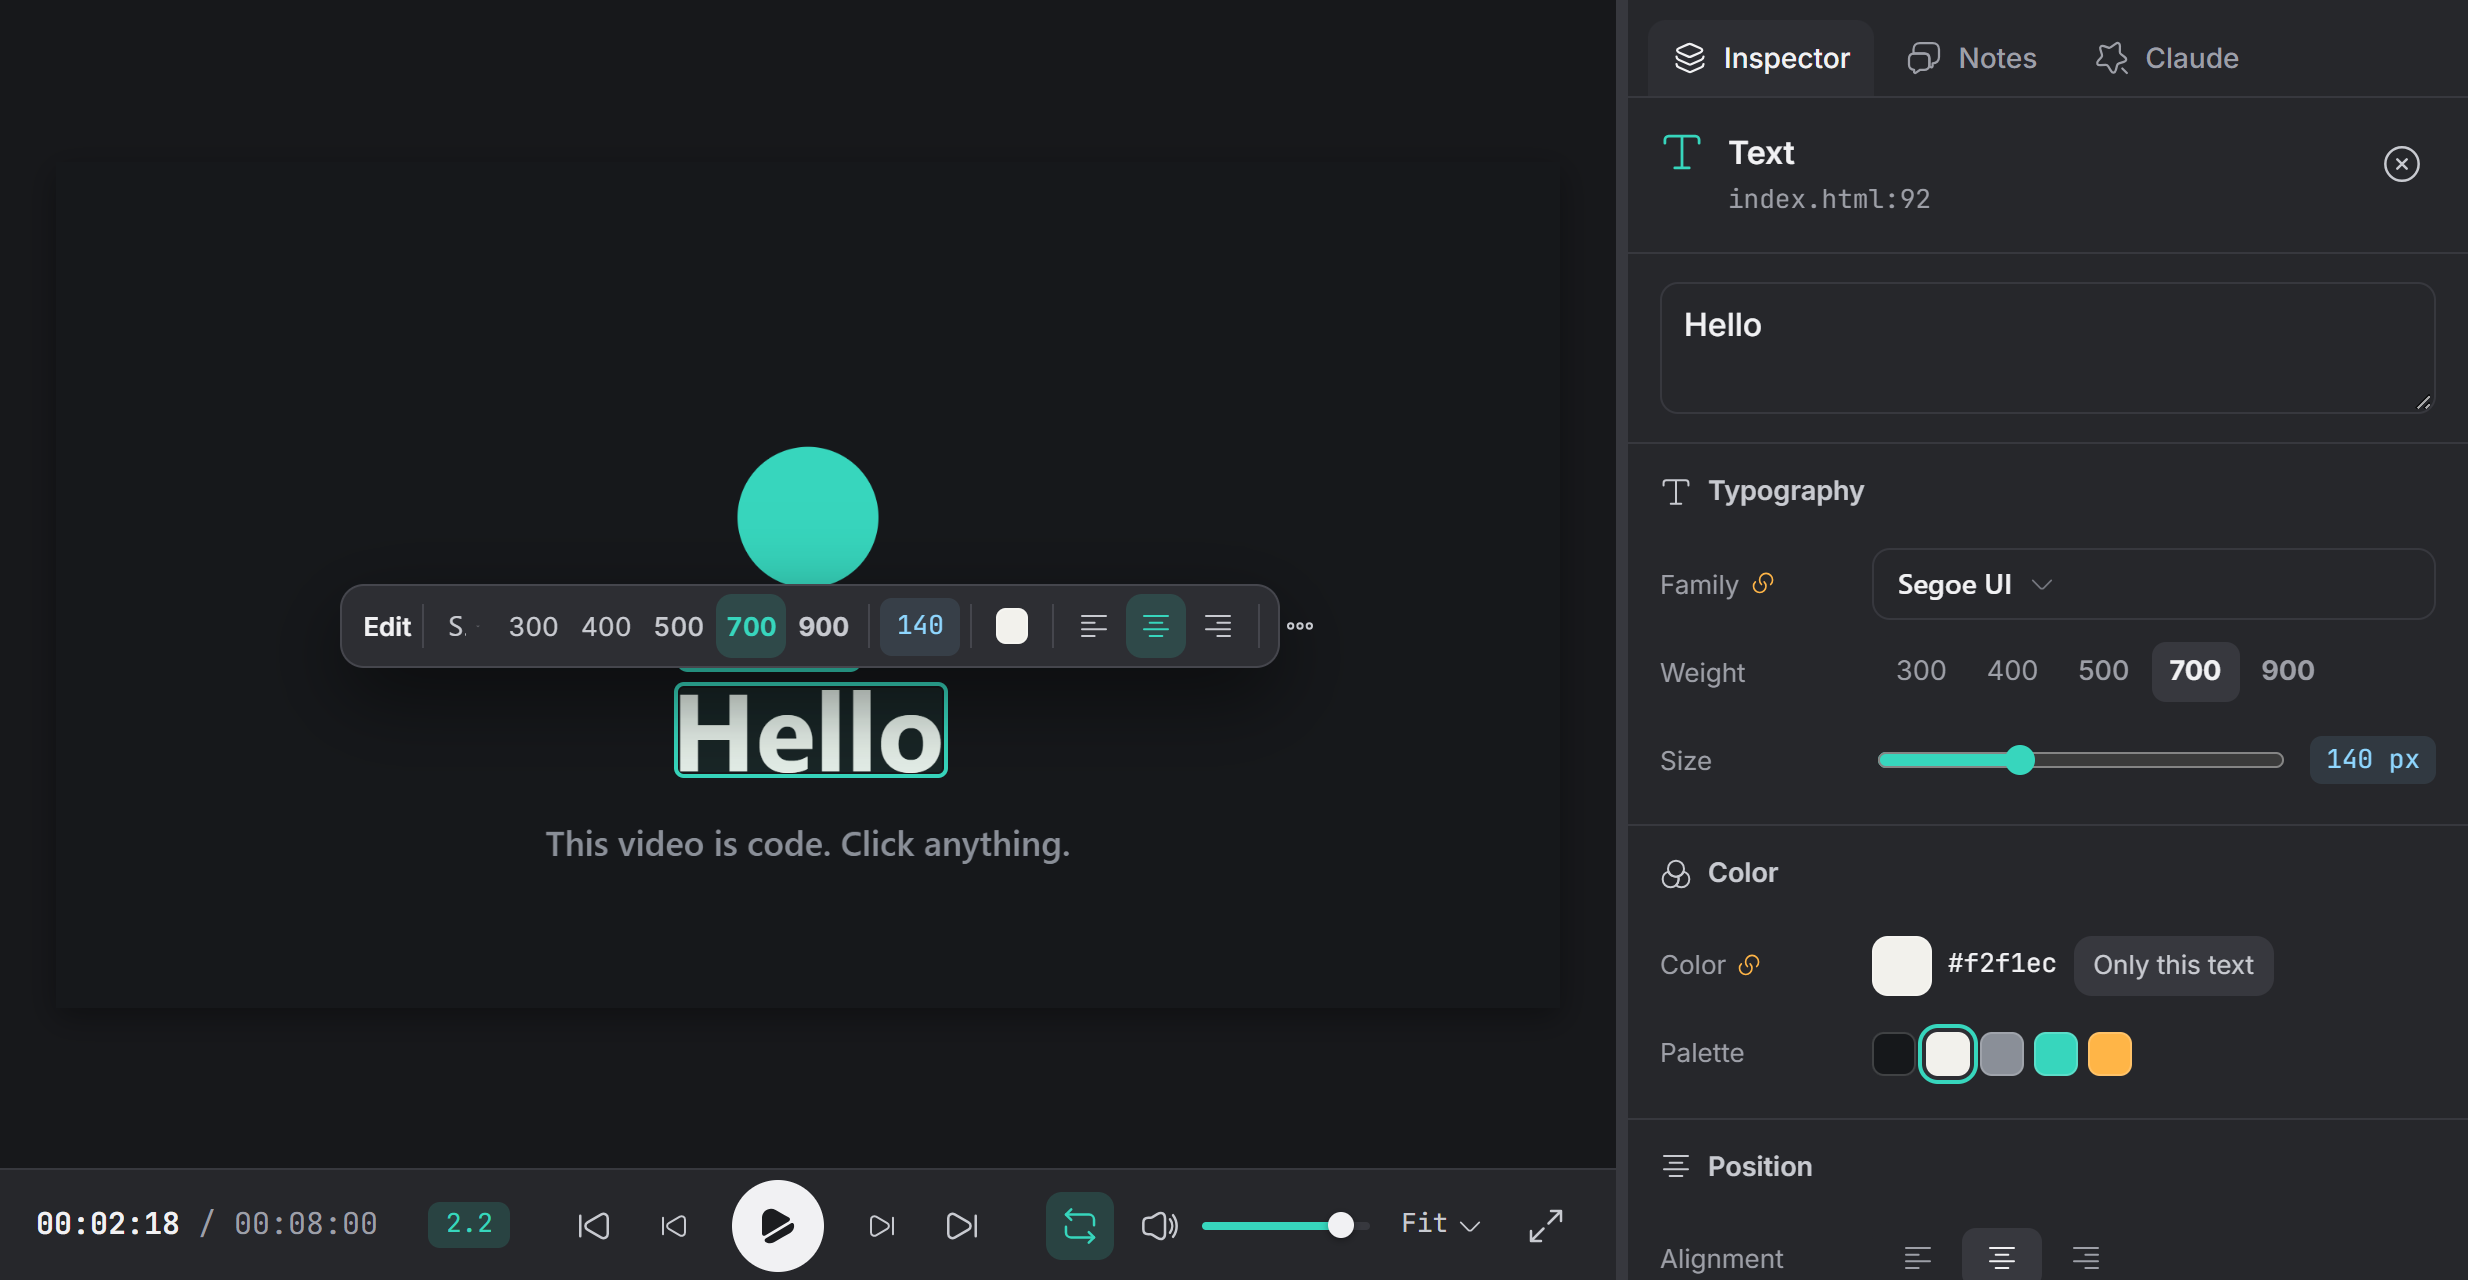 Inspector Notes Claude
Text
index.html:92
Hello
Typography
Family Segoe UI
Weight 300 400 500 700 900
Size 140 px
Color
Color #f2f1ec Only this text
Palette
Position
Alignment
Edit S. 300 400 500 700 900 140
Hello
This video is code. Click anything.
00:02:18 / 00:08:00 2.2 Fit